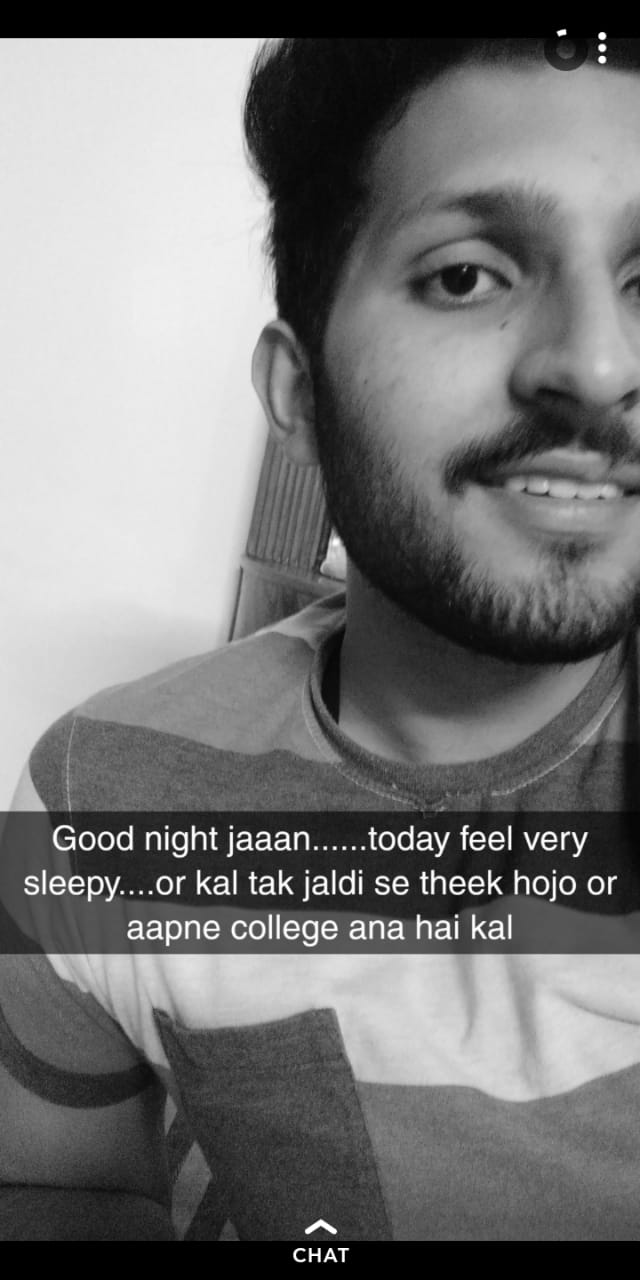 Good night jaaan......today feel very
sleepy....or kal tak jaldi se theek hojo or
aapne college ana hai kal
CHAT